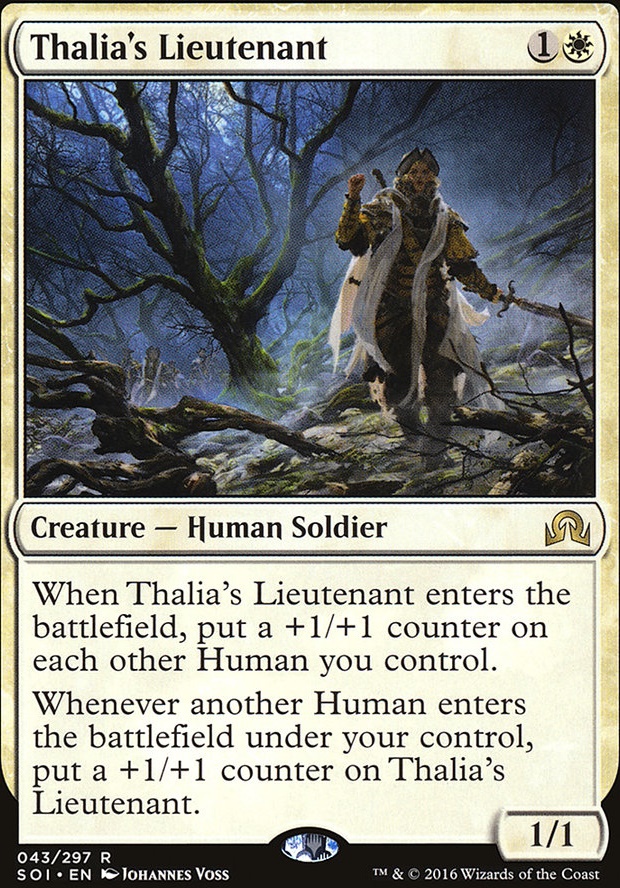 Thalia's Lieutenant 1
Creature — Human Soldier
When Thalia's Lieutenant enters the
battlefield, put a +1/+1 counter on
each other Human you control.
Whenever another Human enters
the battlefield under your control,
put a +1/+1 counter on Thalia's
Lieutenant.
1/1
043/297 R
SOI • EN Johannes Voss
™ & © 2016 Wizards of the Coast